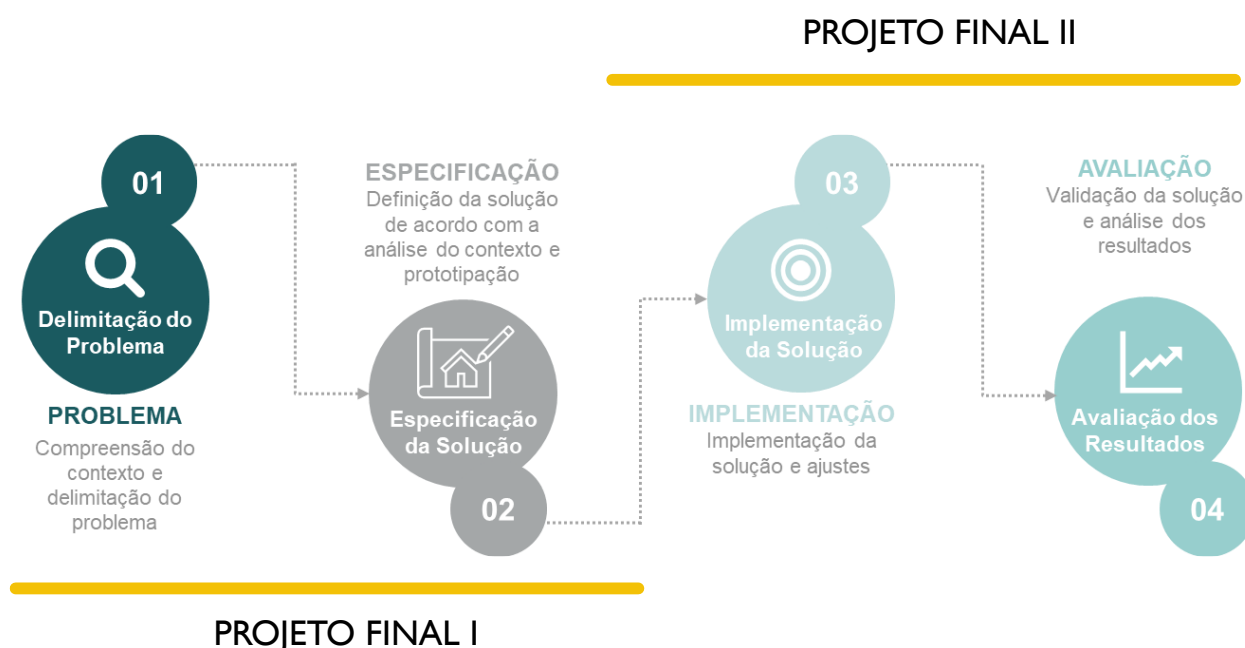 PROJETO FINAL II
01
Delimitação do
Problema
PROBLEMA
Compreensão do
contexto e
delimitação do
problema
ESPECIFICAÇÃO
Definição da solução
de acordo com a
análise do contexto e
prototipação
Especificação
da Solução
02
03
Implementação
da Solução
IMPLEMENTAÇÃO
Implementação da
solução e ajustes
AVALIAÇÃO
Validação da solução
e análise dos
resultados
Avaliação dos
Resultados
04
PROJETO FINAL I